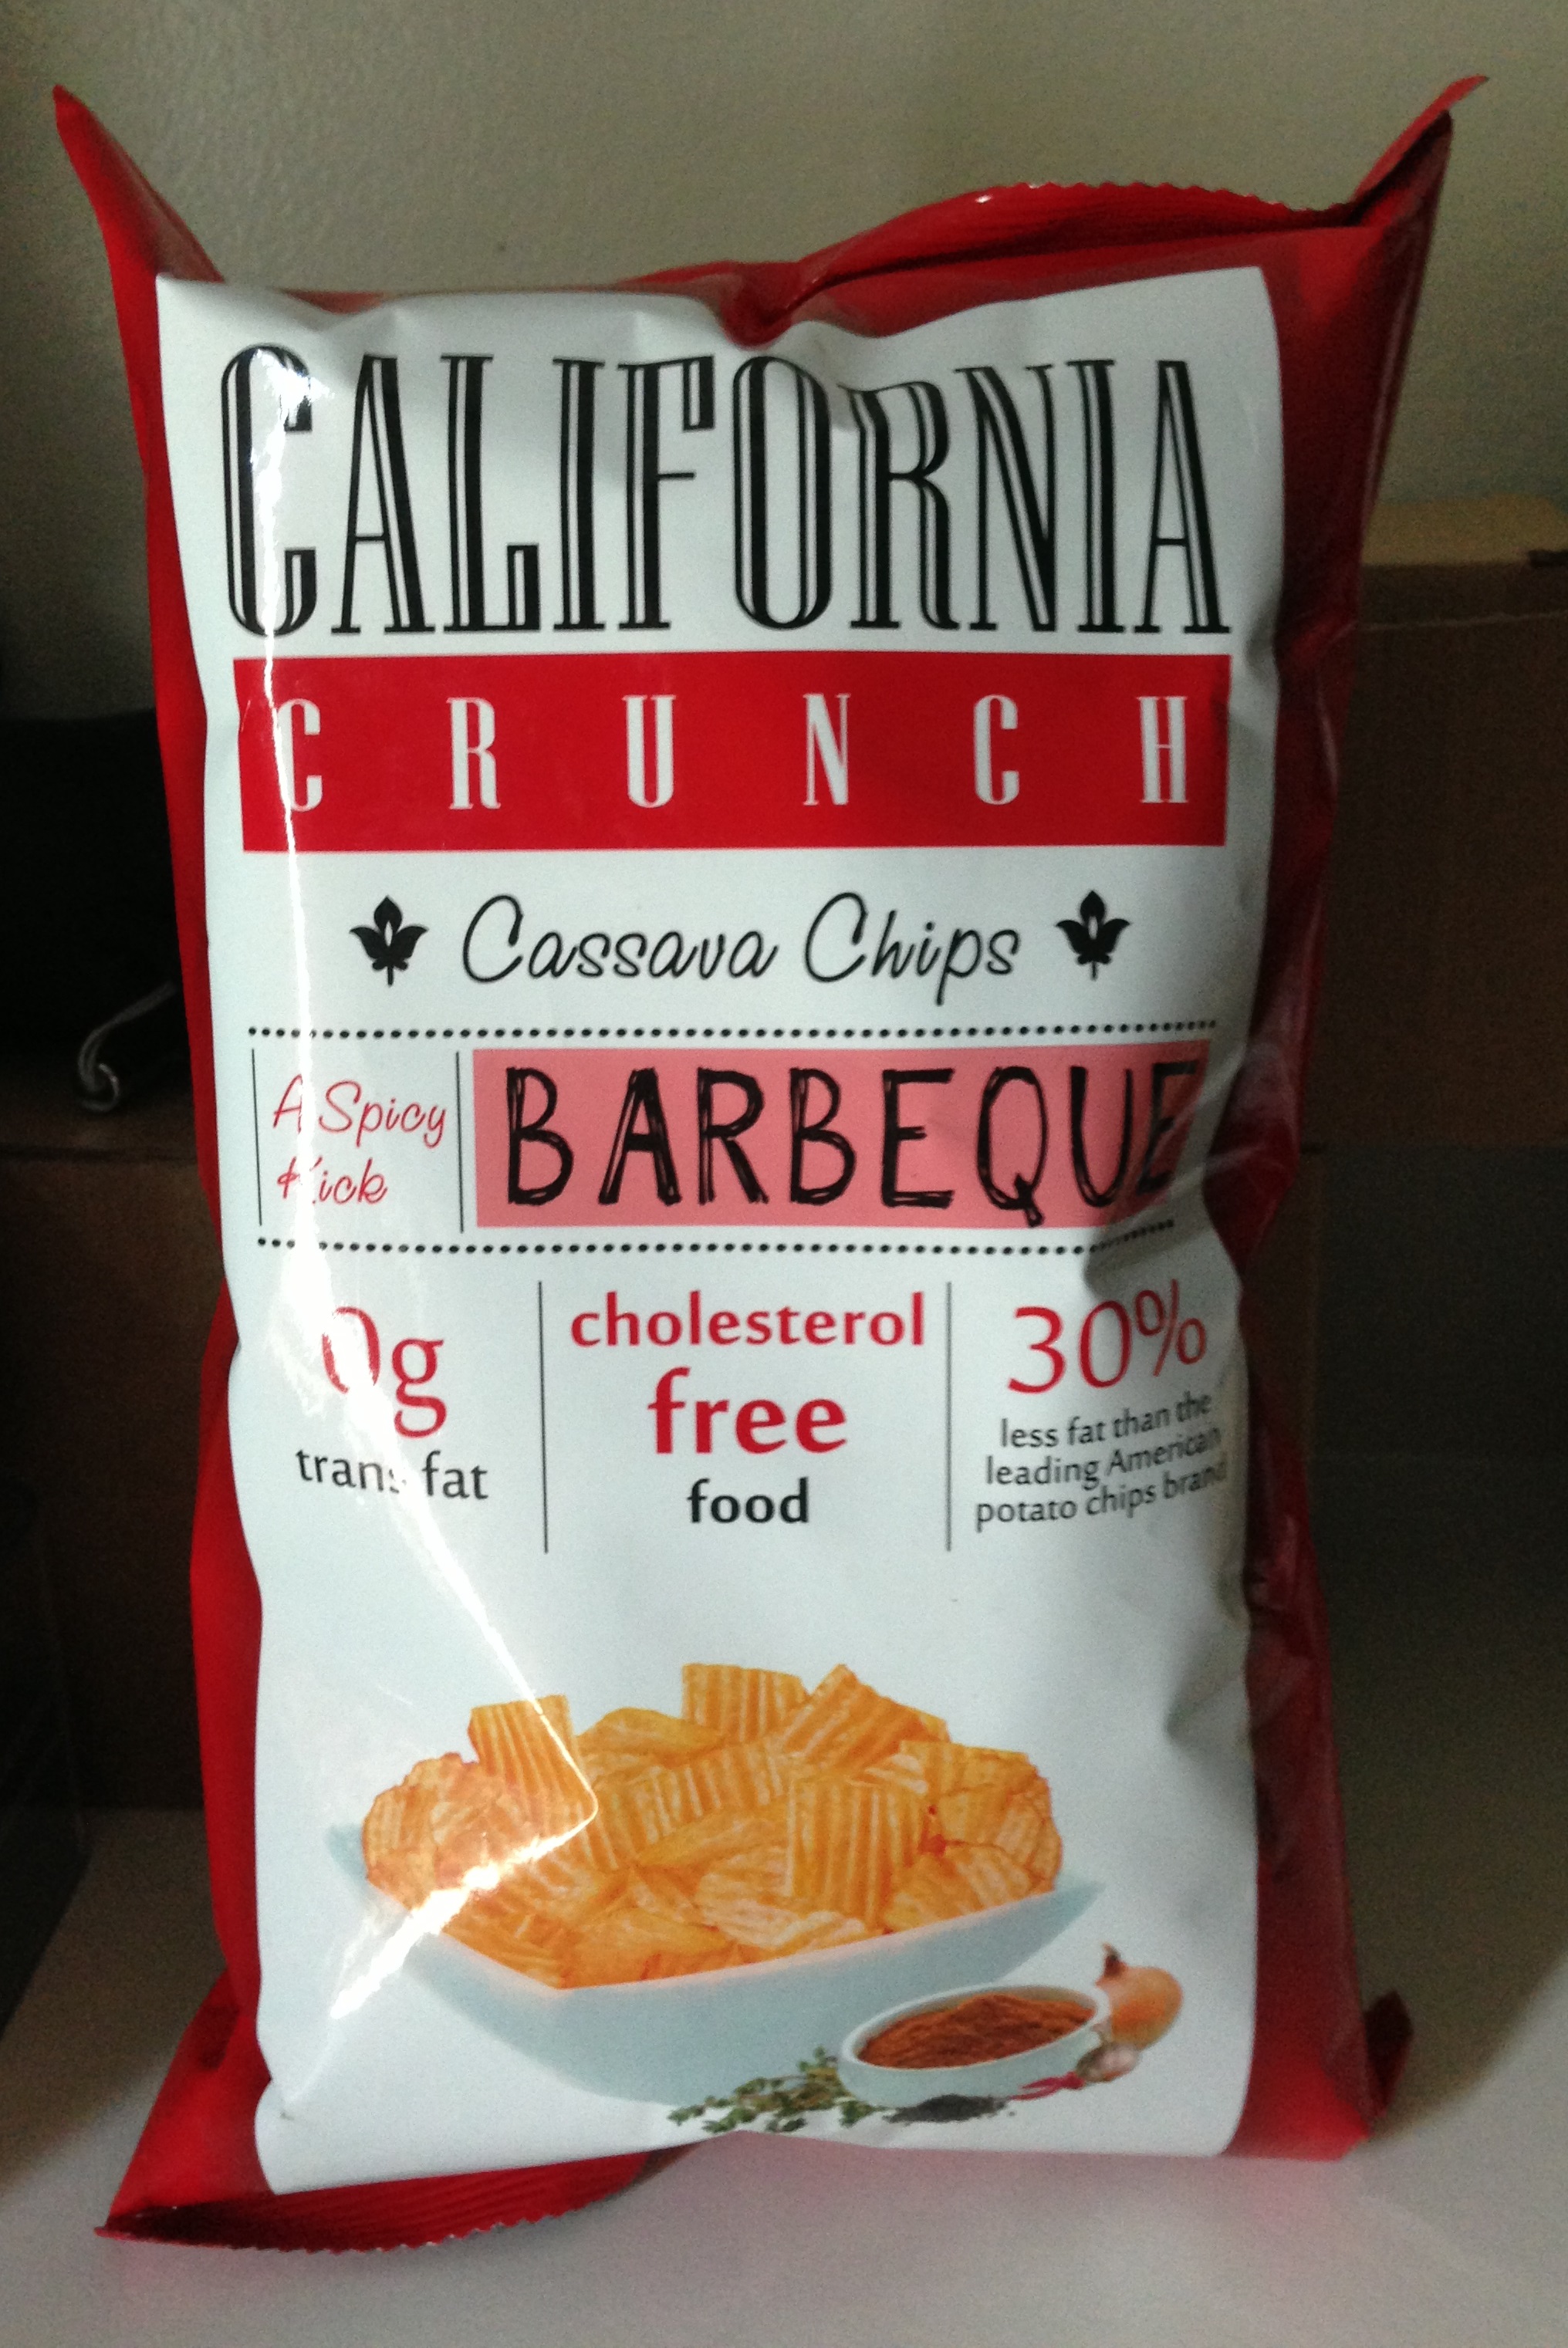 CALIFORNIA
CRUNCH
Cassava Chips
A Spicy
Kick
BARBEQUE
0g
trans fat
cholesterol
free
food
30%
less fat than the
leading American
potato chips brand